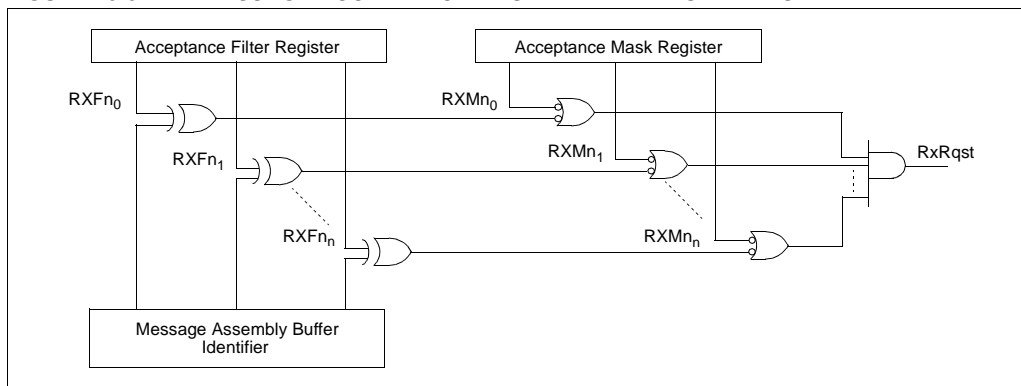 Acceptance Filter Register
Acceptance Mask Register
RXFn0
RXMn0
RXFn1
RXMn1
RxRqst
RXFnn
RXMnn
Message Assembly Buffer
Identifier